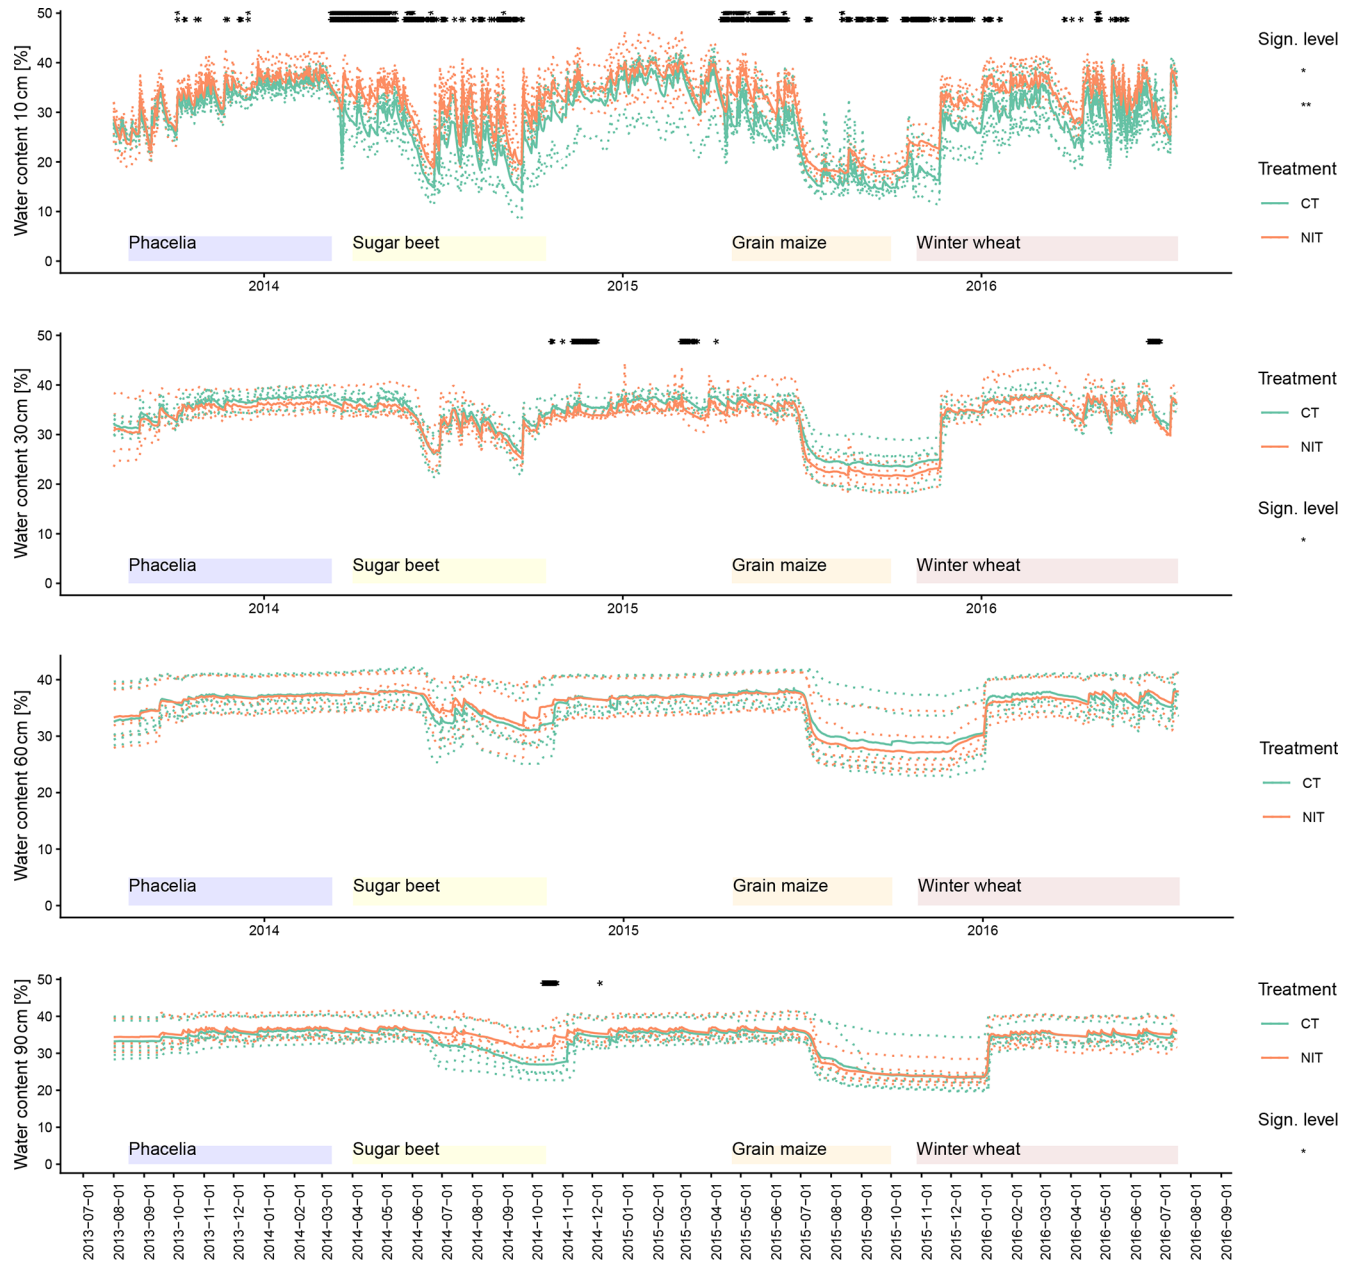 Water content 10 cm [%]
50
40
30
20
10
0
Phacelia
Sugar beet
Grain maize
Winter wheat
2014
2015
2016
Sign. level
*
**
Treatment
CT
NIT
Water content 30 cm [%]
50
40
30
20
10
0
Phacelia
Sugar beet
Grain maize
Winter wheat
2014
2015
2016
Treatment
CT
NIT
Sign. level
*
Water content 60 cm [%]
40
30
20
10
0
Phacelia
Sugar beet
Grain maize
Winter wheat
2014
2015
2016
Treatment
CT
NIT
Water content 90 cm [%]
50
40
30
20
10
0
Phacelia
Sugar beet
Grain maize
Winter wheat
Treatment
CT
NIT
Sign. level
*
2013−07−01
2013−08−01
2013−09−01
2013−10−01
2013−11−01
2013−12−01
2014−01−01
2014−02−01
2014−03−01
2014−04−01
2014−05−01
2014−06−01
2014−07−01
2014−08−01
2014−09−01
2014−10−01
2014−11−01
2014−12−01
2015−01−01
2015−02−01
2015−03−01
2015−04−01
2015−05−01
2015−06−01
2015−07−01
2015−08−01
2015−09−01
2015−10−01
2015−11−01
2015−12−01
2016−01−01
2016−02−01
2016−03−01
2016−04−01
2016−05−01
2016−06−01
2016−07−01
2016−08−01
2016−09−01